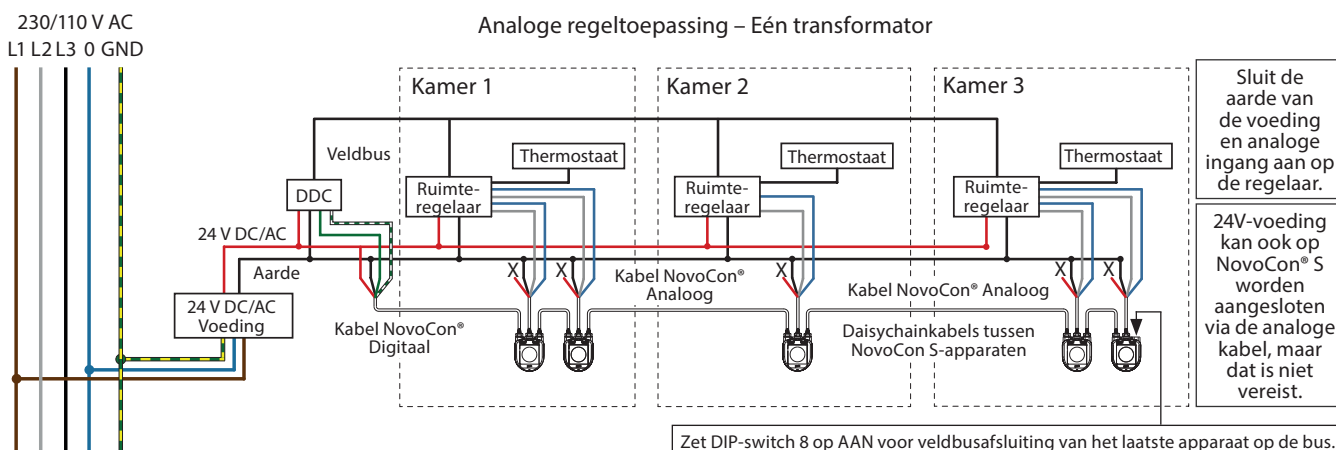 230/110 V AC
L1 L2 L3 0 GND
Analoge regeltoepassing – Eén transformator
Kamer 1
Kamer 2
Kamer 3
Veldbus
DDC
Thermostaat
Thermostaat
Thermostaat
Ruimte-
regelaar
Ruimte-
regelaar
Ruimte-
regelaar
24 V DC/AC
Aarde
24 V DC/AC
Voeding
X
X
X
X
X
Kabel NovoCon®
Digitaal
Kabel NovoCon®
Analoog
Kabel NovoCon® Analoog
Daisychainkabels tussen
NovoCon S-apparaten
Sluit de
aarde van
de voeding
en analoge
ingang aan op
de regelaar.
24V-voeding
kan ook op
NovoCon® S
worden
aangesloten
via de analoge
kabel, maar
dat is niet
vereist.
Zet DIP-switch 8 op AAN voor veldbusafsluiting van het laatste apparaat op de bus.